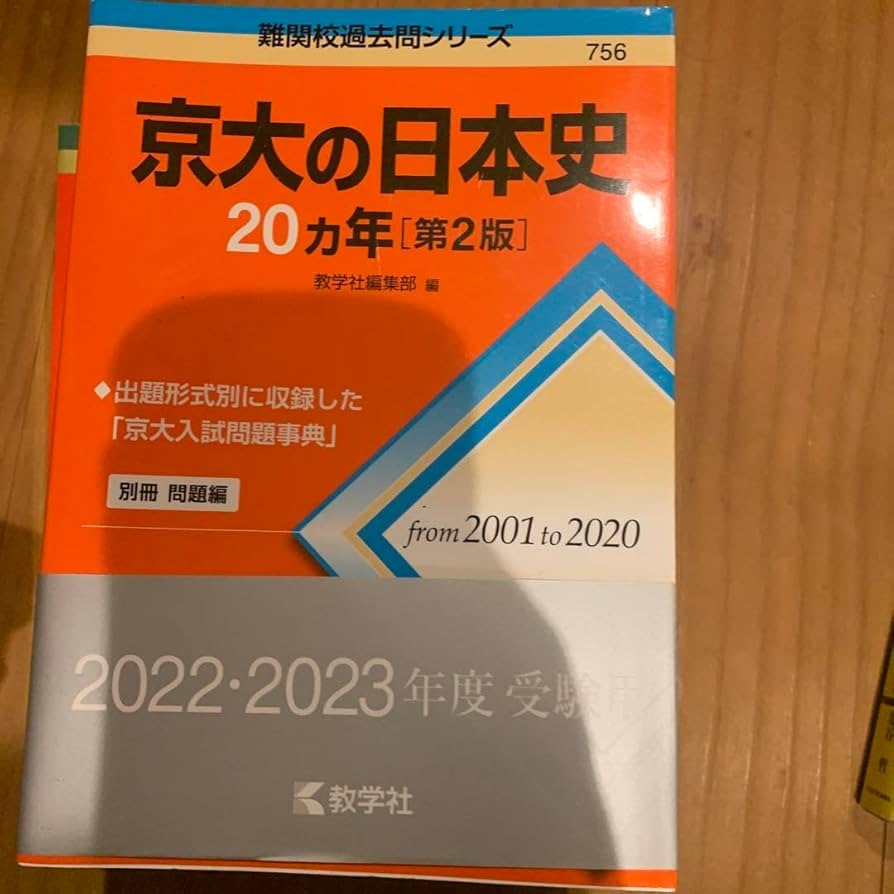 難関校過去問シリーズ
756
京大の日本史
20ヵ年[第2版]
教学社編集部 編
◆出題形式別に収録した
「京大入試問題事典」
別冊 問題編
from 2001 to 2020
2022・2023年度 受験用
教学社